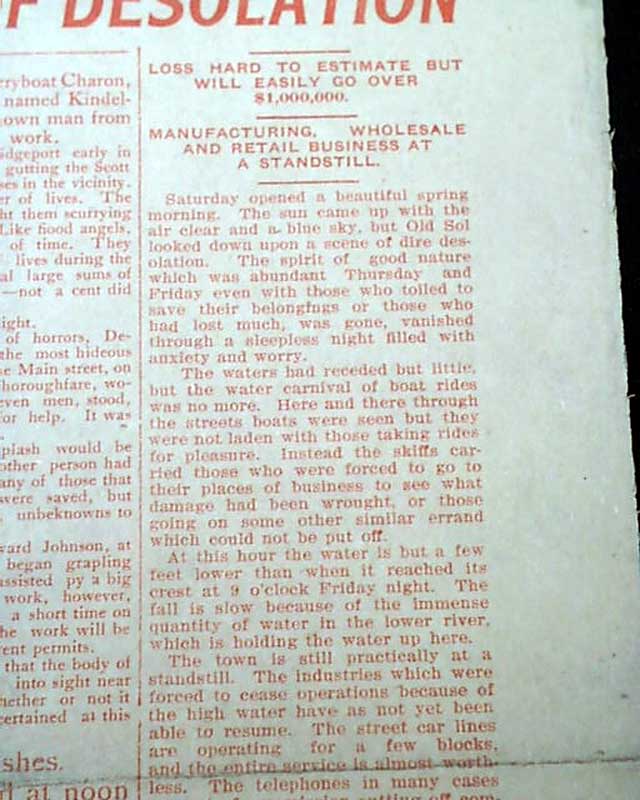 F DESOLATION
eryboat Charon,
named Kindel-
own man from
work.
idgeport early in
gutting the Scott
ses in the vicinity.
er of lives. The
ht them scurrying
Like flood angels,
of time. They
lives during the
al large sums of
—not a cent did
ight.
of horrors, De-
the most hideous
se Main street, on
horoughfare, wo-
even men, stood,
for help. It was
plash would be
other person had
any of those that
were saved, but
unbeknowns to
ward Johnson, at
began grapling
assisted py a big
work, however,
a short time on
he work will be
ent permits.
that the body of
into sight near
hether or not it
certained at this
shes.
d at noon
LOSS HARD TO ESTIMATE BUT
WILL EASILY GO OVER
$1,000,000.
MANUFACTURING, WHOLESALE
AND RETAIL BUSINESS AT
A STANDSTILL.
Saturday opened a beautiful spring
morning. The sun came up with the
air clear and a blue sky, but Old Sol
looked down upon a scene of dire des-
olation. The spirit of good nature
which was abundant Thursday and
Friday even with those who toiled to
save their belongings or those who
had lost much, was gone, vanished
through a sleepless night filled with
anxiety and worry.
The waters had receded but little,
but the water carnival of boat rides
was no more. Here and there through
the streets boats were seen but they
were not laden with those taking rides
for pleasure. Instead the skiffs car-
ried those who were forced to go to
their places of business to see what
damage had been wrought, or those
going on some other similar errand
which could not be put off.
At this hour the water is but a few
feet lower than when it reached its
crest at 9 o'clock Friday night. The
fall is slow because of the immense
quantity of water in the lower river,
which is holding the water up here.
The town is still practically at a
standstill. The industries which were
forced to cease operations because of
the high water have as not yet been
able to resume. The street car lines
are operating for a few blocks,
and the entire service is almost worth-
less. The telephones in many cases